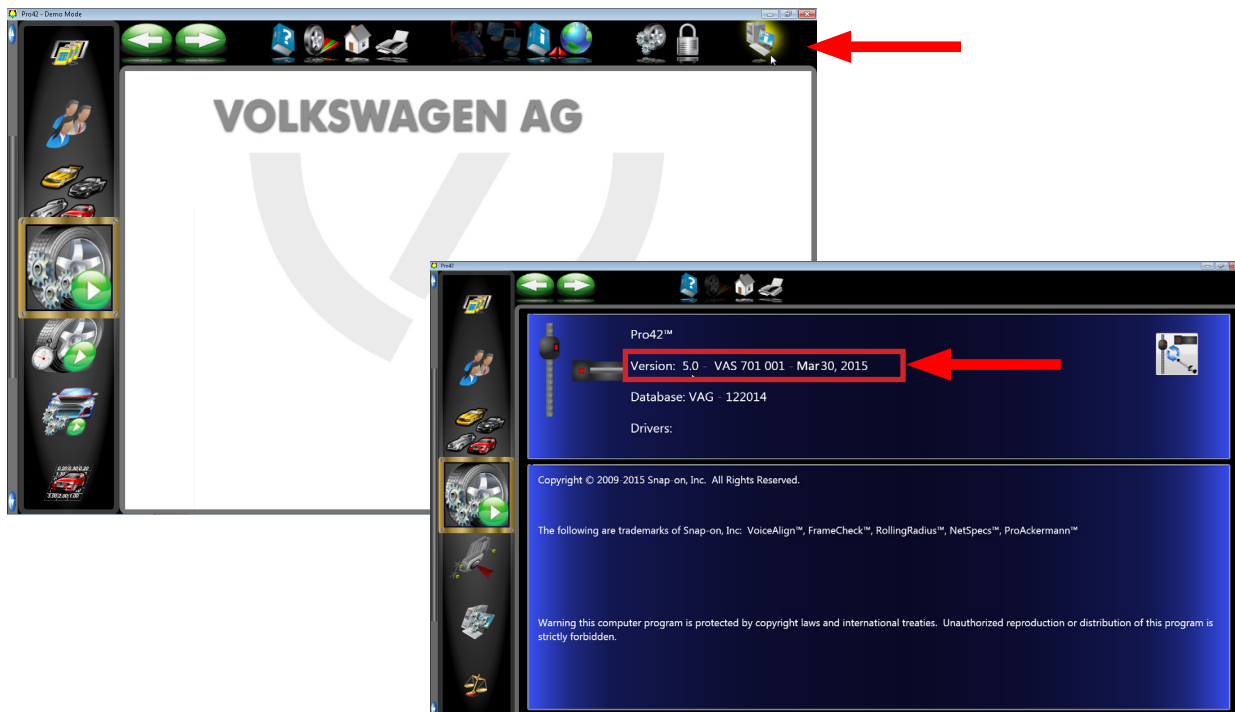 Pro42 - Demo Mode
VOLKSWAGEN AG
Pro42
Pro42™
Version: 5.0 - VAS 701 001 - Mar30, 2015
Database: VAG - 122014
Drivers:
Copyright © 2009-2015 Snap-on, Inc. All Rights Reserved.
The following are trademarks of Snap-on, Inc: VoiceAlign™, FrameCheck™, RollingRadius™, NetSpecs™, ProAckermann™
Warning this computer program is protected by copyright laws and international treaties. Unauthorized reproduction or distribution of this program is
strictly forbidden.